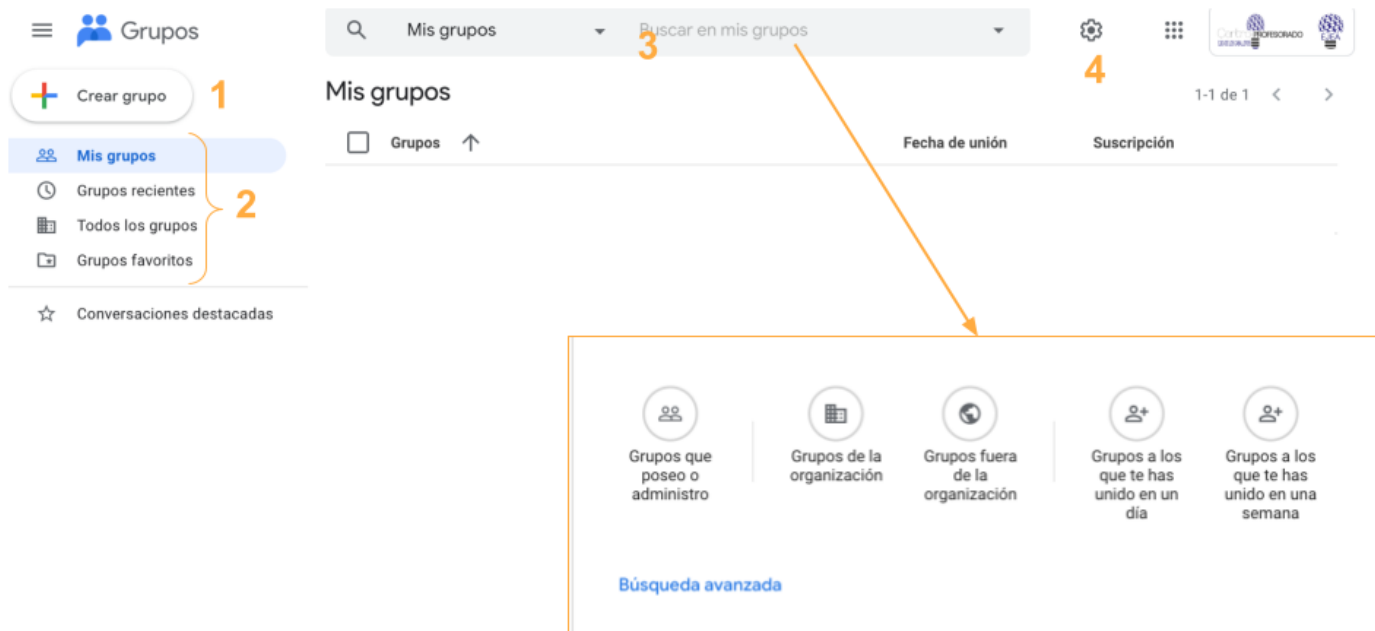 Grupos
Mis grupos
Buscar en mis grupos
3
4
PROFESORADO
EJEA
Crear grupo
1
Mis grupos
1-1 de 1
Grupos
Fecha de unión
Suscripción
Mis grupos
Grupos recientes
2
Todos los grupos
Grupos favoritos
Conversaciones destacadas
Grupos que
poseo o
administro
Grupos de la
organización
Grupos fuera
de la
organización
Grupos a los
que te has
unido en un
día
Grupos a los
que te has
unido en una
semana
Búsqueda avanzada